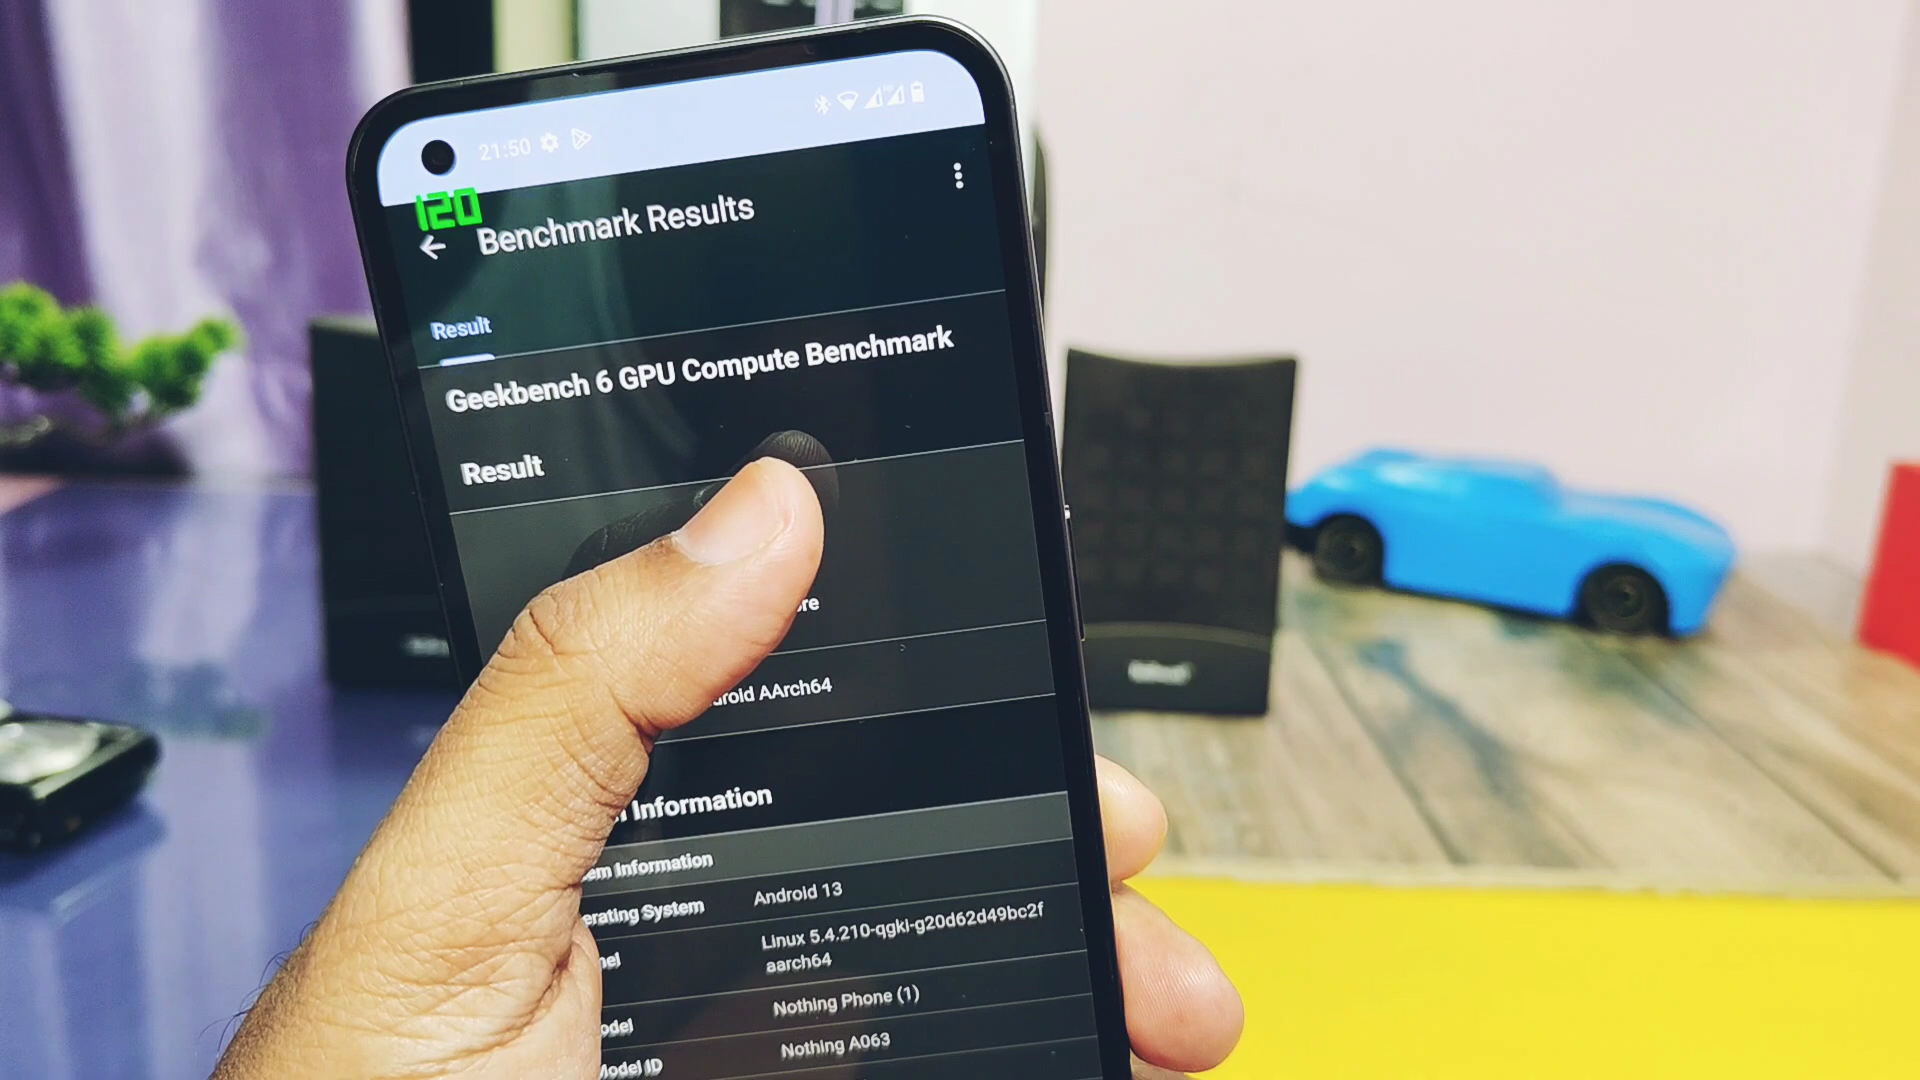 21:50
120
Benchmark Results
Result
Geekbench 6 GPU Compute Benchmark
Result
re
roid AArch64
Information
em Information
erating System Android 13
nel Linux 5.4.210-qgki-g20d62d49bc2f
aarch64
odel Nothing Phone (1)
Model ID Nothing A063